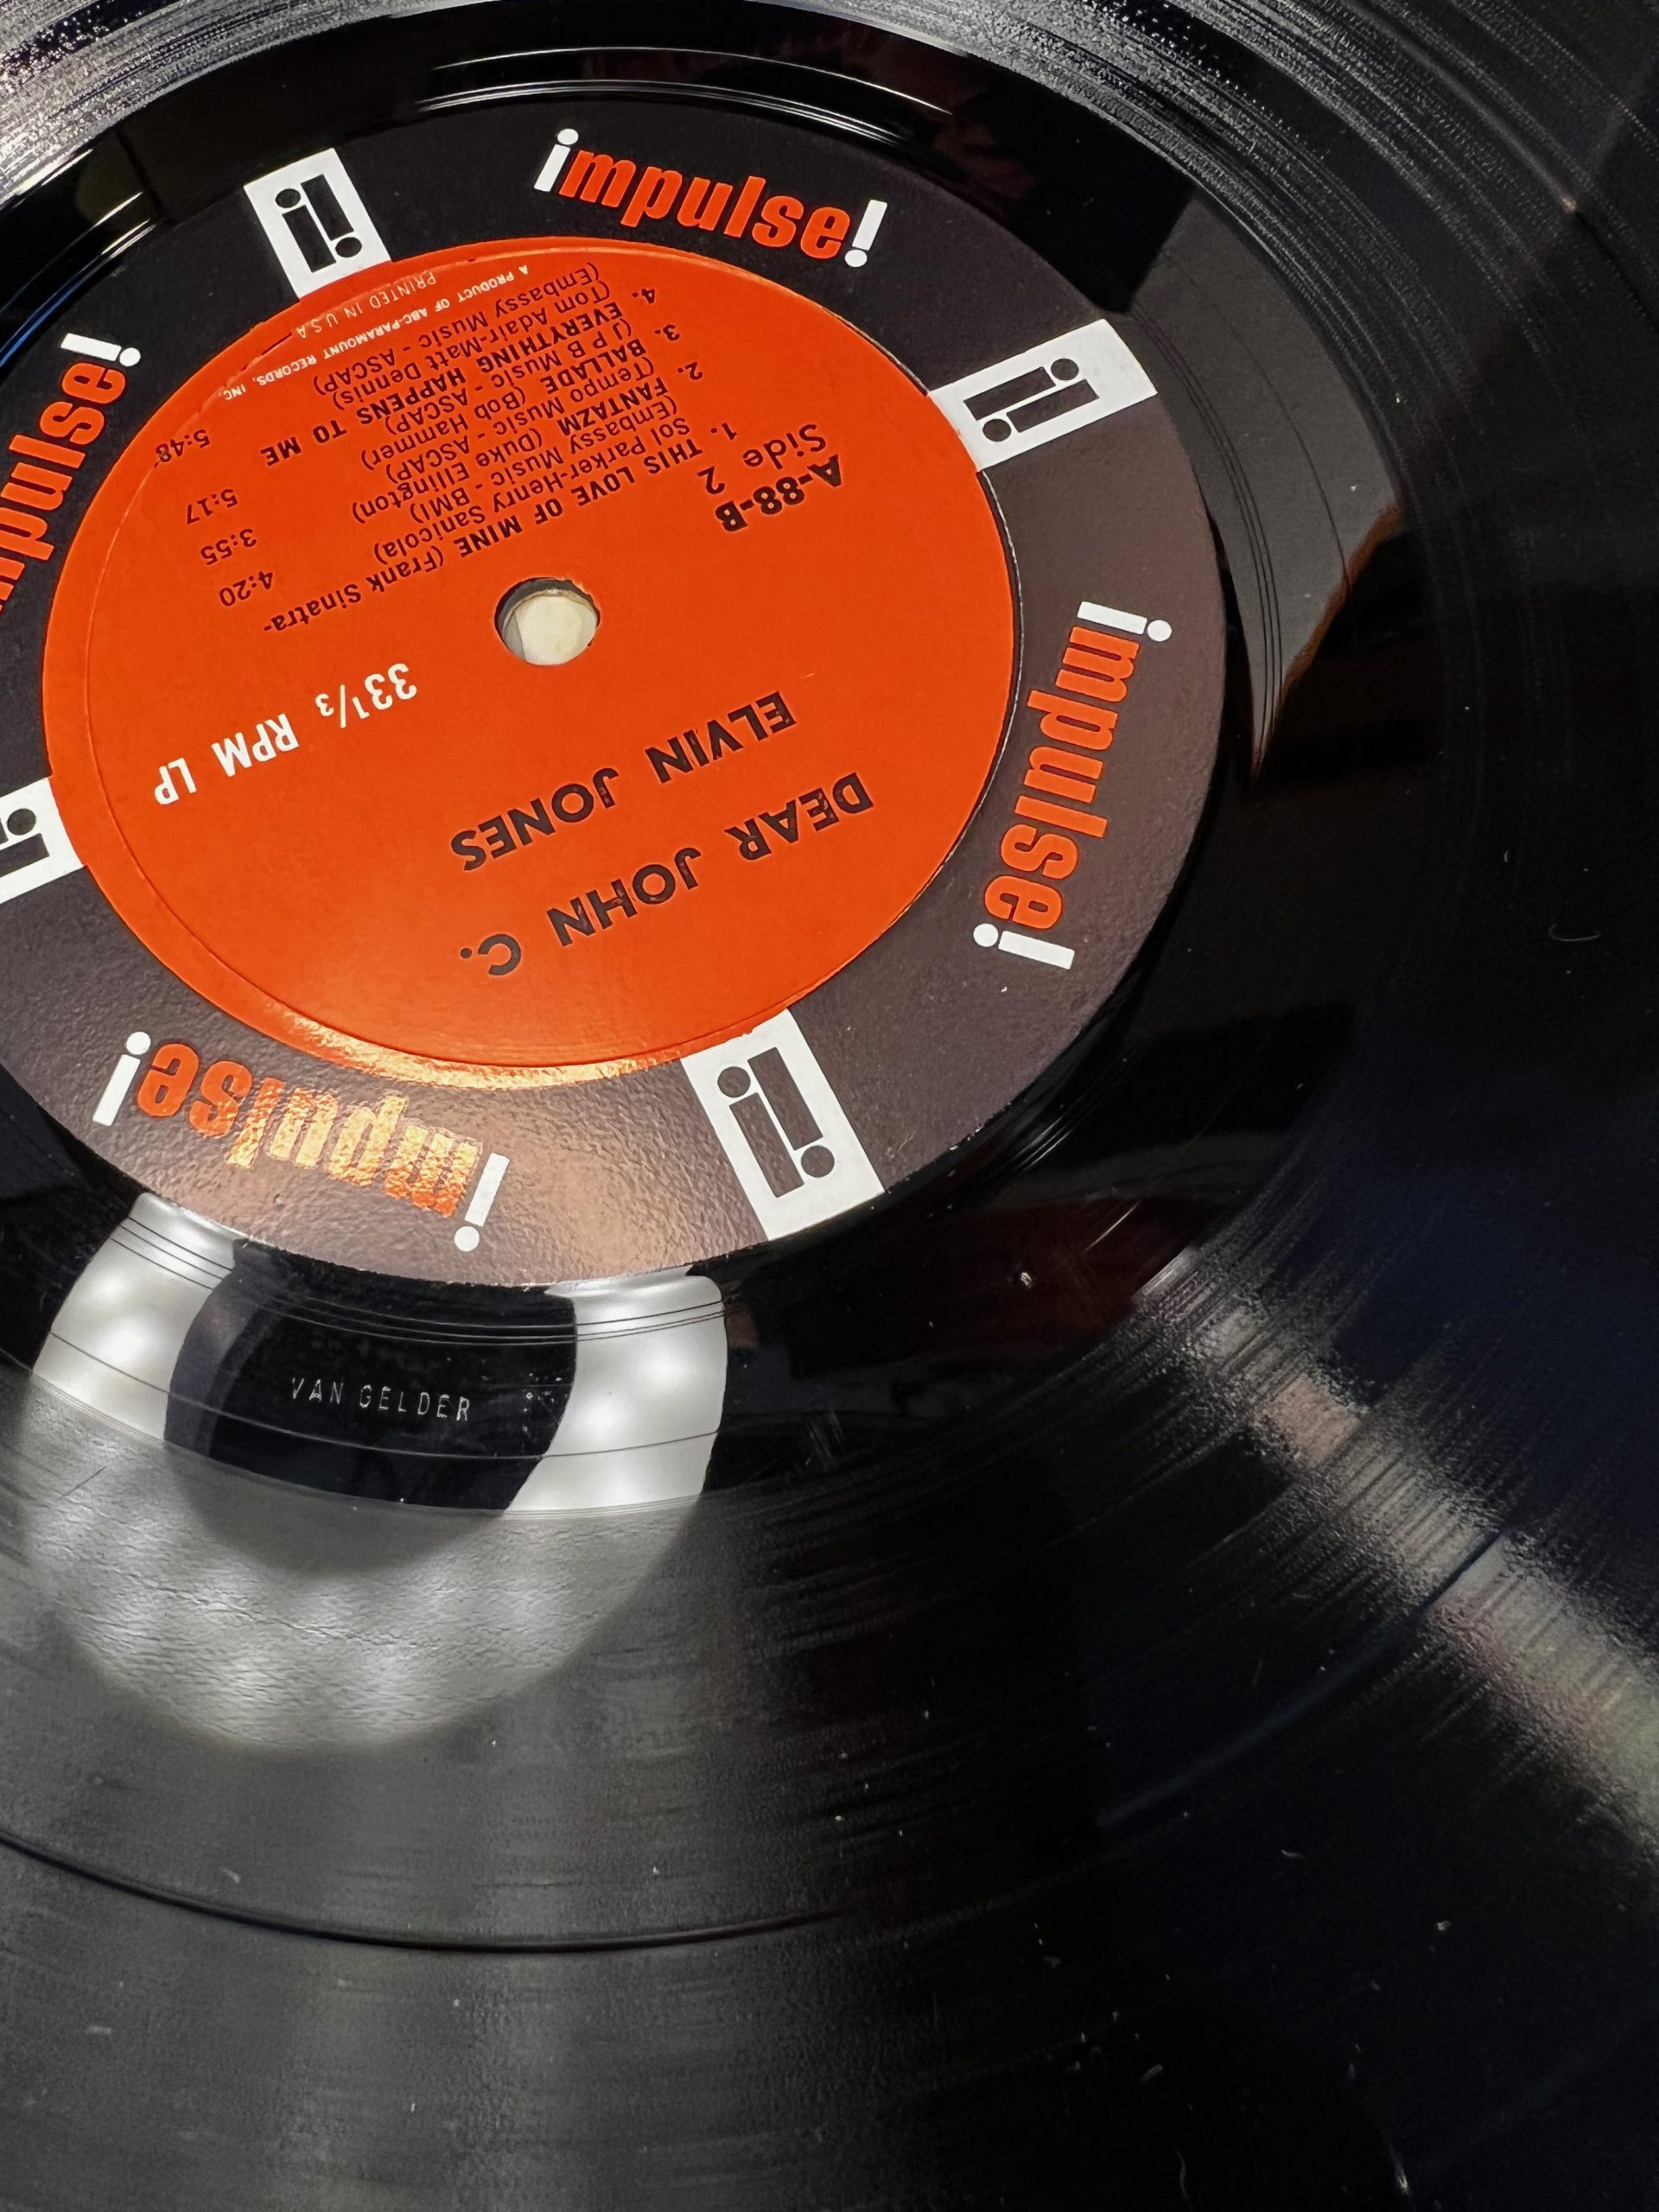 impulse!
impulse!
impulse!
impulse!
DEAR JOHN C.
ELVIN JONES
33⅓ RPM LP
A-88-B
Side 2
1. THIS LOVE OF MINE (Frank Sinatra-
Sol Parker-Henry Sanicola)
(Embassy Music - BMI) 4:20
2. FANTAZM (Duke Ellington)
(Tempo Music - ASCAP) 3:55
3. BALLADE (Bob Hammer)
(J P B Music - ASCAP) 5:17
4. EVERYTHING HAPPENS TO ME
(Tom Adair-Matt Dennis)
(Embassy Music - ASCAP) 5:48
A PRODUCT OF ABC-PARAMOUNT RECORDS, INC.
PRINTED IN U.S.A
VAN GELDER